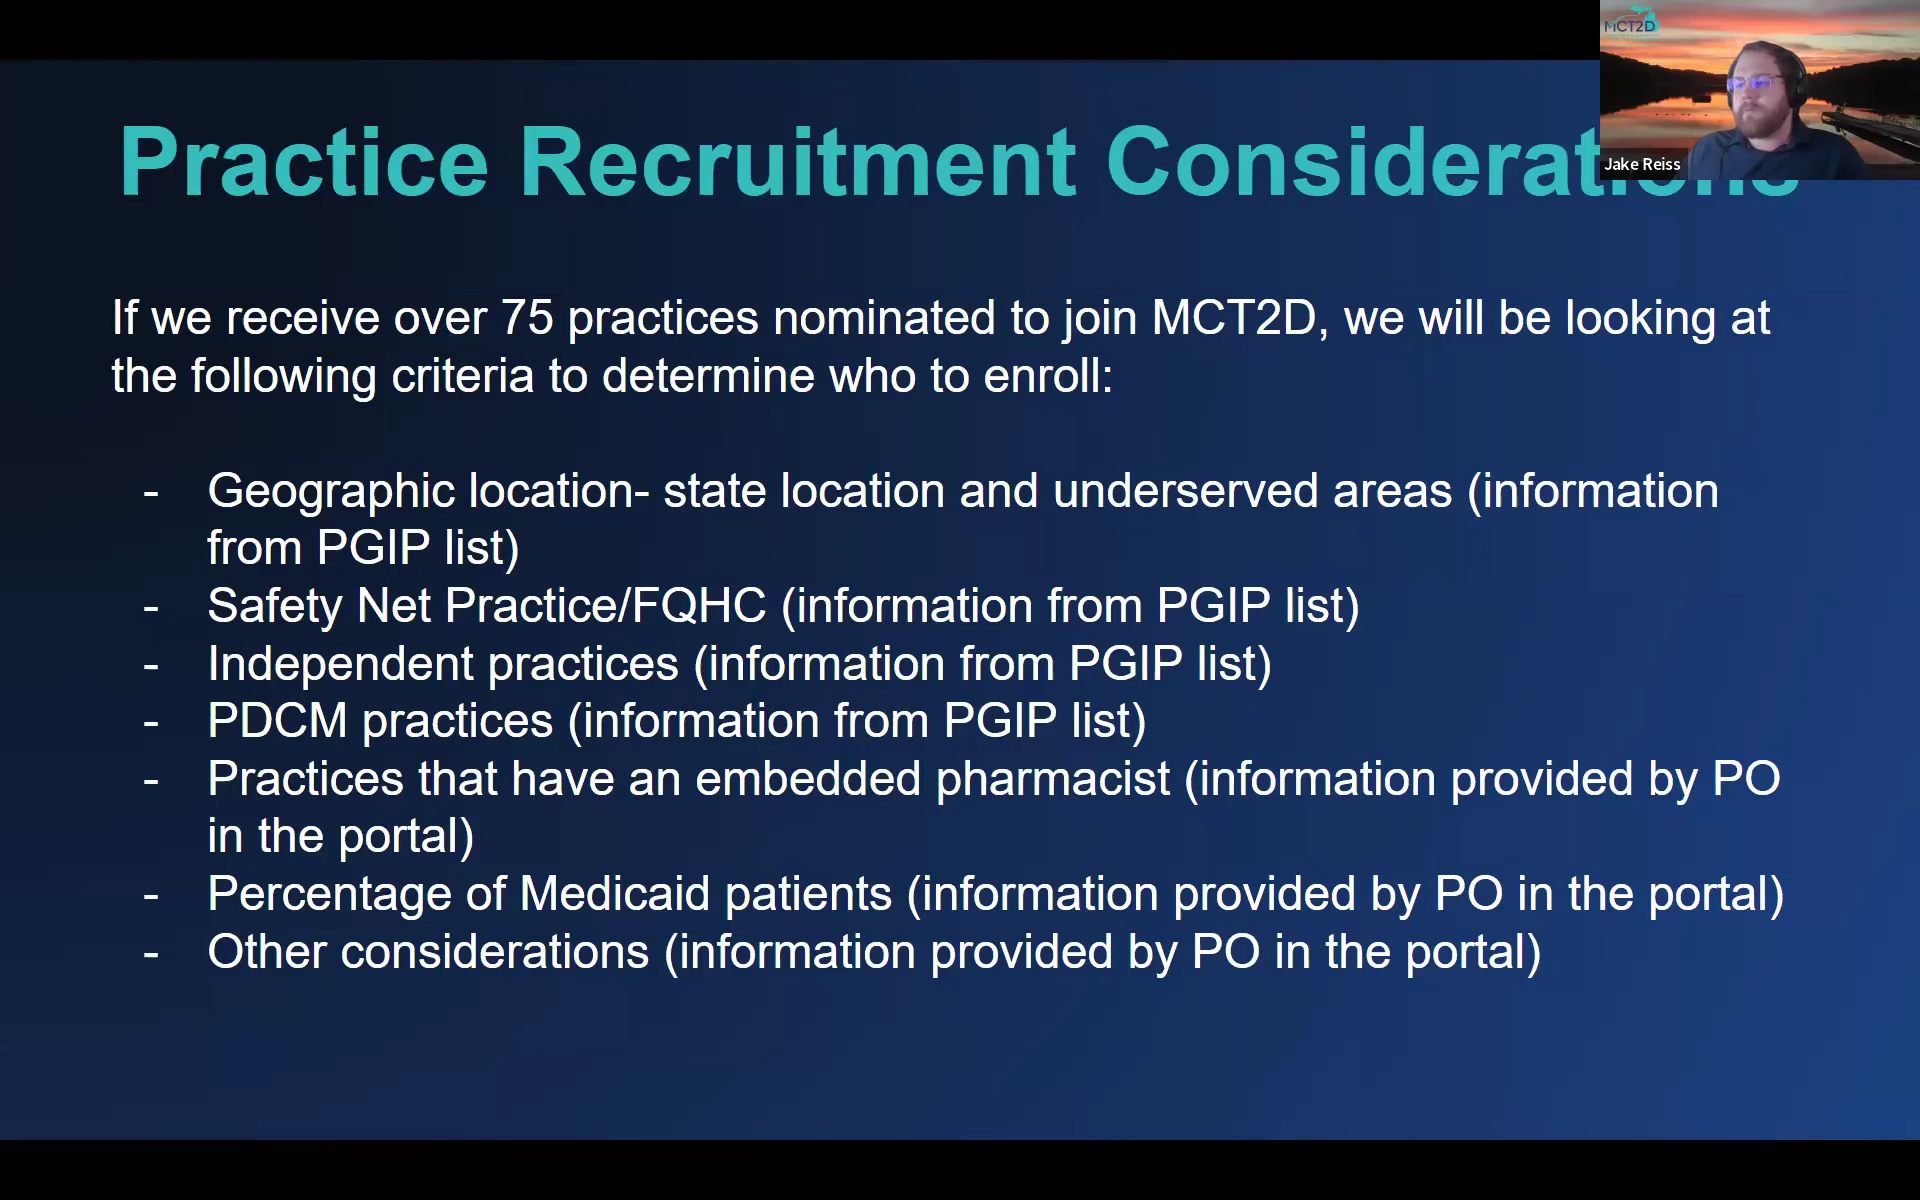 MCT2D
Jake Reiss
Practice Recruitment Considerations
If we receive over 75 practices nominated to join MCT2D, we will be looking at
the following criteria to determine who to enroll:
- Geographic location- state location and underserved areas (information
from PGIP list)
- Safety Net Practice/FQHC (information from PGIP list)
- Independent practices (information from PGIP list)
- PDCM practices (information from PGIP list)
- Practices that have an embedded pharmacist (information provided by PO
in the portal)
- Percentage of Medicaid patients (information provided by PO in the portal)
- Other considerations (information provided by PO in the portal)